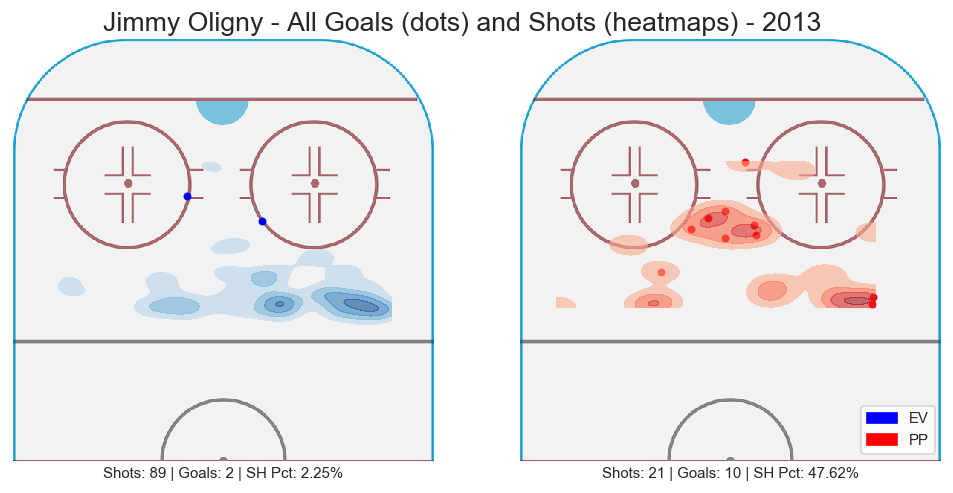 Jimmy Oligny - All Goals (dots) and Shots (heatmaps) - 2013
EV
PP
Shots: 89 | Goals: 2 | SH Pct: 2.25%
Shots: 21 | Goals: 10 | SH Pct: 47.62%